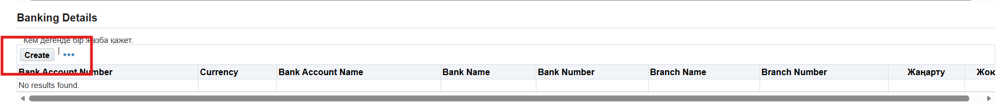 Banking Details
Кем дегенде бір жазба қажет.
Create | •••
Bank Account Number Currency Bank Account Name Bank Name Bank Number Branch Name Branch Number Жаңарту Жою
No results found.